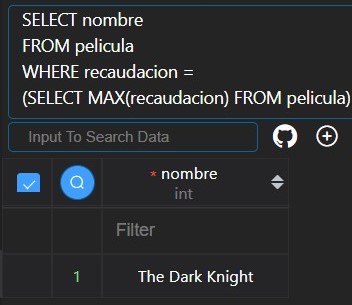 SELECT nombre
FROM pelicula
WHERE recaudacion =
(SELECT MAX(recaudacion) FROM pelicula)
Input To Search Data
* nombre
int
Filter
1 The Dark Knight